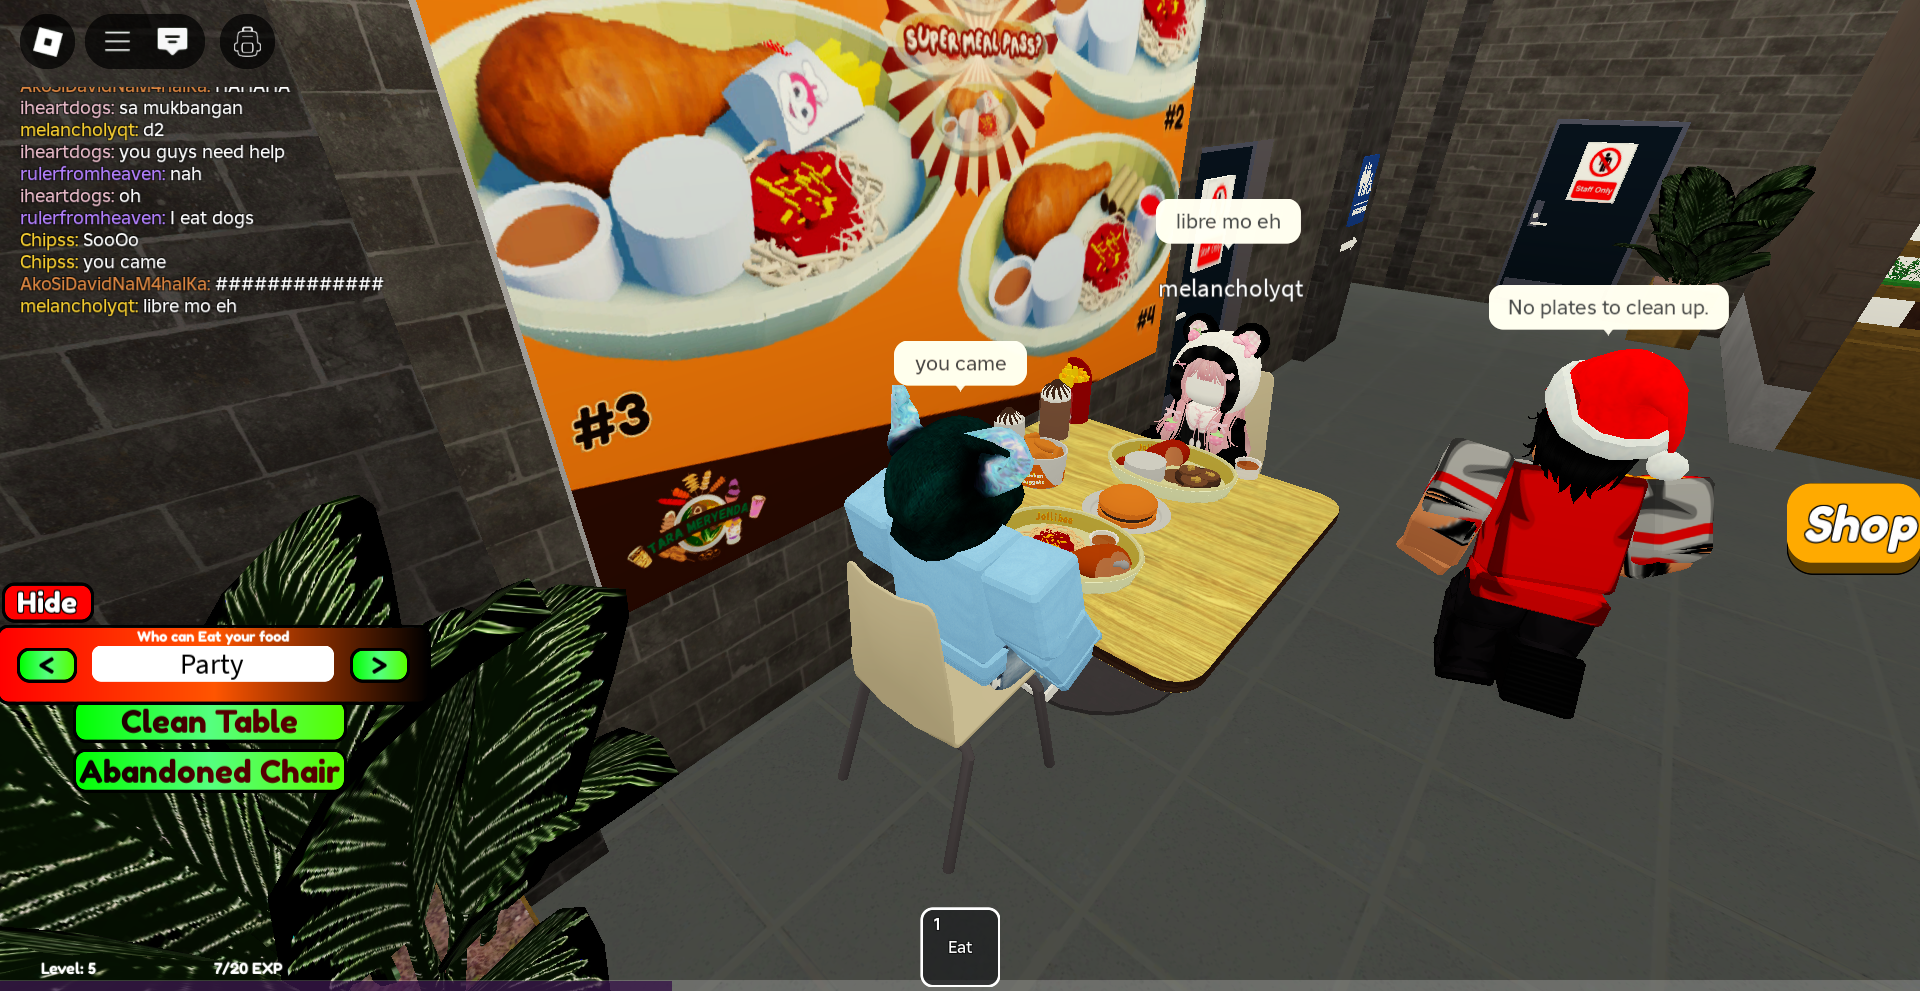 AkoSiDavidNaM4halKa: HAHAHA
iheartdogs: sa mukbangan
melancholyqt: d2
iheartdogs: you guys need help
rulerfromheaven: nah
iheartdogs: oh
rulerfromheaven: I eat dogs
Chipss: SooOo
Chipss: you came
AkoSiDavidNaM4halKa: #############
melancholyqt: libre mo eh
SUPER MEAL PASS?
#2
#4
#3
TARA MERYENDA
Staff Only
libre mo eh
melancholyqt
No plates to clean up.
you came
Jollibee
Shop
Hide
Who can Eat your food
<
Party
>
Clean Table
Abandoned Chair
Level: 5
7/20 EXP
1
Eat